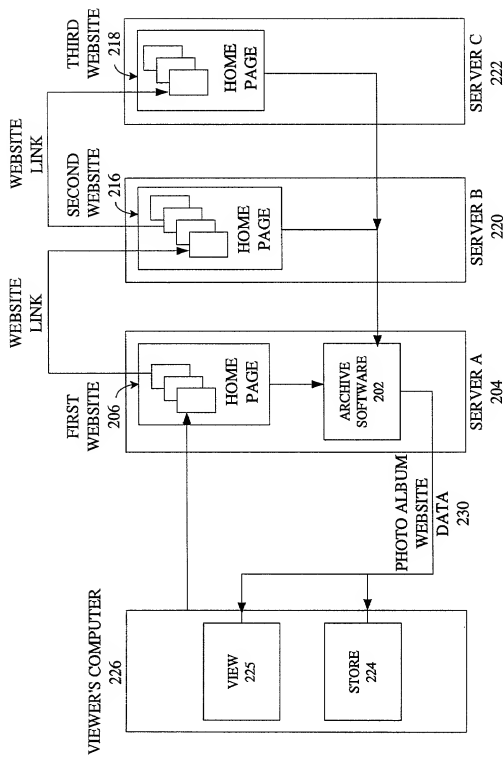 VIEWER'S COMPUTER
226
VIEW
225
STORE
224
PHOTO ALBUM
WEBSITE
DATA
230
FIRST
WEBSITE
206
HOME
PAGE
ARCHIVE
SOFTWARE
202
SERVER A
204
WEBSITE
LINK
SECOND
WEBSITE
216
HOME
PAGE
SERVER B
220
WEBSITE
LINK
THIRD
WEBSITE
218
HOME
PAGE
SERVER C
222